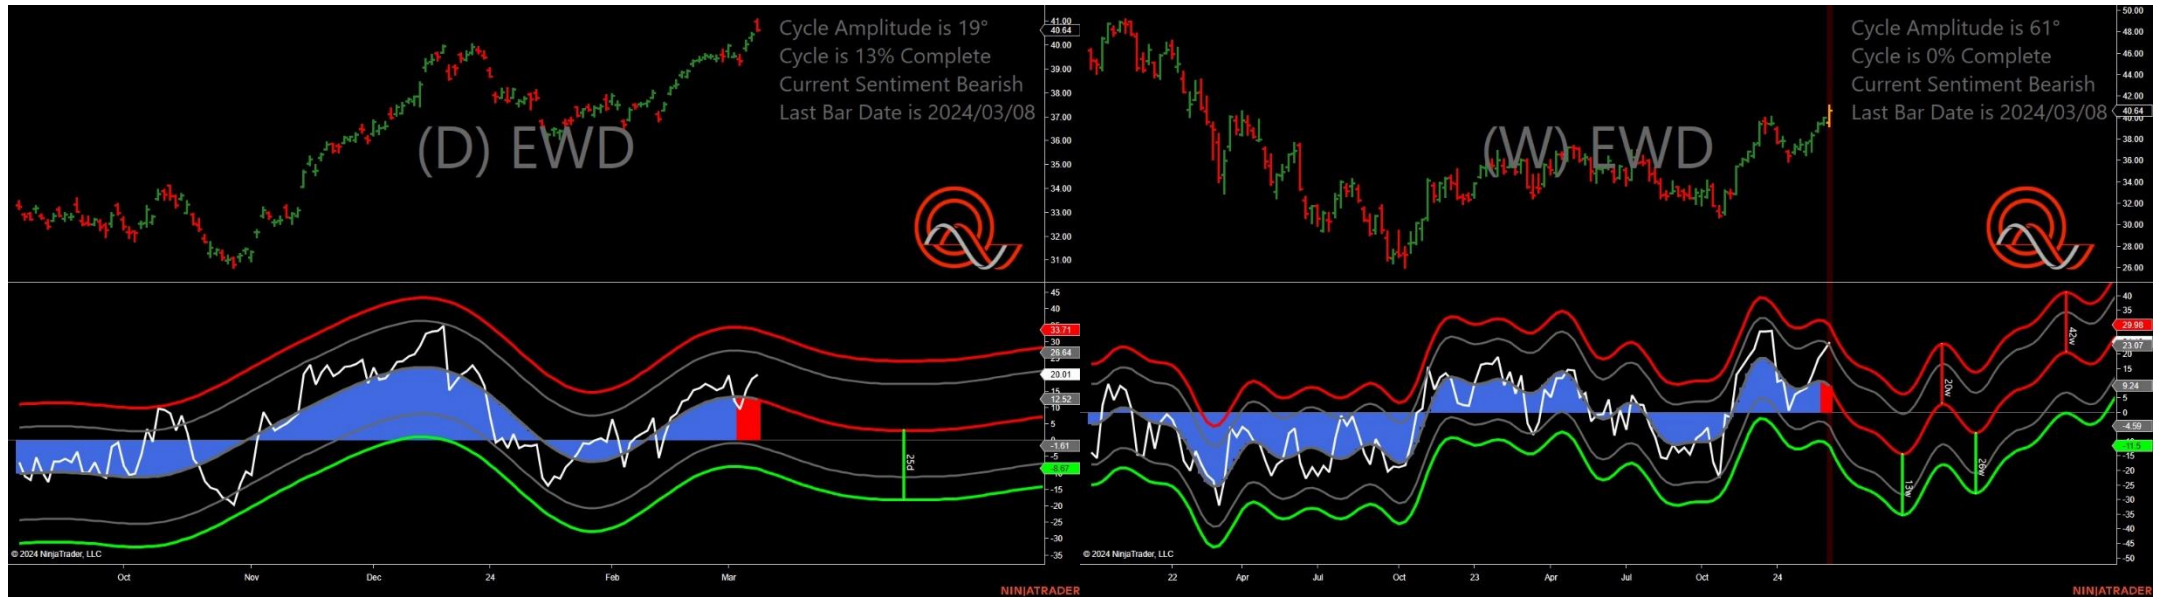 Cycle Amplitude is 19°
Cycle is 13% Complete
Current Sentiment Bearish
Last Bar Date is 2024/03/08
(D) EWD
41.00
40.64
40.00
39.00
38.00
37.00
36.00
35.00
34.00
33.00
32.00
31.00
45
40
33.71
26.64
20.01
15
12.52
10
5
-1.61
-5
-8.67
-15
-20
-25
-30
-35
25d
© 2024 NinjaTrader, LLC
Oct
Nov
Dec
24
Feb
Mar
NINJATRADER
Cycle Amplitude is 61°
Cycle is 0% Complete
Current Sentiment Bearish
Last Bar Date is 2024/03/08
(W) EWD
50.00
48.00
46.00
44.00
42.00
40.64
40.00
38.00
36.00
34.00
32.00
30.00
28.00
26.00
40
35
29.98
23.07
20
15
9.24
5
0
-4.59
-11.5
-15
-20
-25
-30
-35
-40
-45
-50
13w
20w
26w
42w
© 2024 NinjaTrader, LLC
22
Apr
Jul
Oct
23
Apr
Jul
Oct
24
NINJATRADER